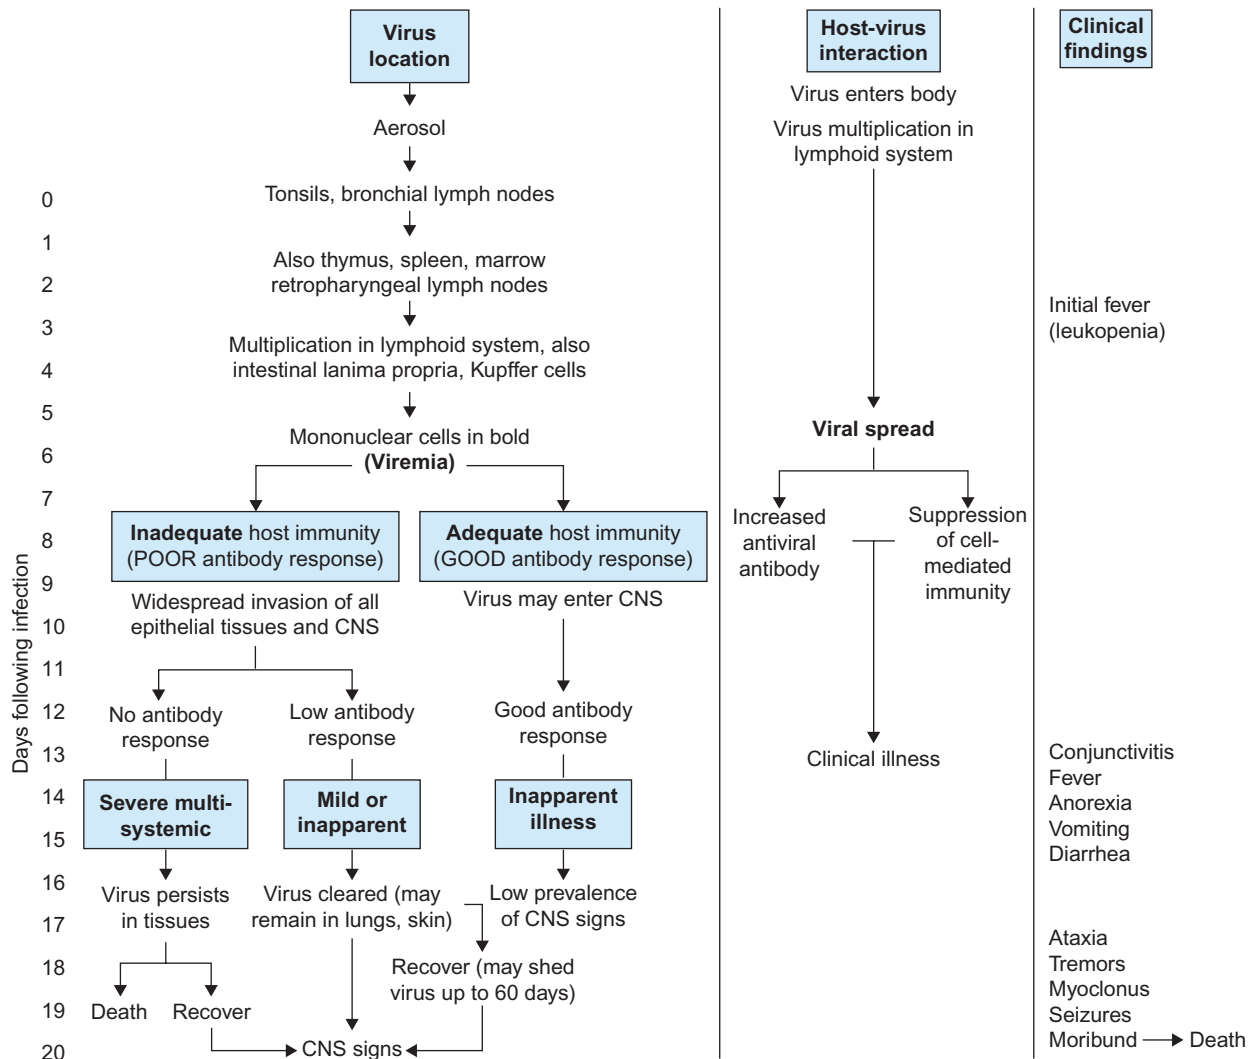 Virus
location
Aerosol
Tonsils, bronchial lymph nodes
Also thymus, spleen, marrow
retropharyngeal lymph nodes
Multiplication in lymphoid system, also
intestinal lanima propria, Kupffer cells
Mononuclear cells in bold
(Viremia)
Inadequate host immunity
(POOR antibody response)
Adequate host immunity
(GOOD antibody response)
Widespread invasion of all
epithelial tissues and CNS
Virus may enter CNS
No antibody
response
Low antibody
response
Good antibody
response
Severe multi-
systemic
Mild or
inapparent
Inapparent
illness
Virus persists
in tissues
Virus cleared (may
remain in lungs, skin)
Low prevalence
of CNS signs
Recover (may shed
virus up to 60 days)
Death
Recover
CNS signs
Days following infection
0
1
2
3
4
5
6
7
8
9
10
11
12
13
14
15
16
17
18
19
20
Host-virus
interaction
Virus enters body
Virus multiplication in
lymphoid system
Viral spread
Increased
antiviral
antibody
Suppression
of cell-
mediated
immunity
Clinical illness
Clinical
findings
Initial fever
(leukopenia)
Conjunctivitis
Fever
Anorexia
Vomiting
Diarrhea
Ataxia
Tremors
Myoclonus
Seizures
Moribund
Death